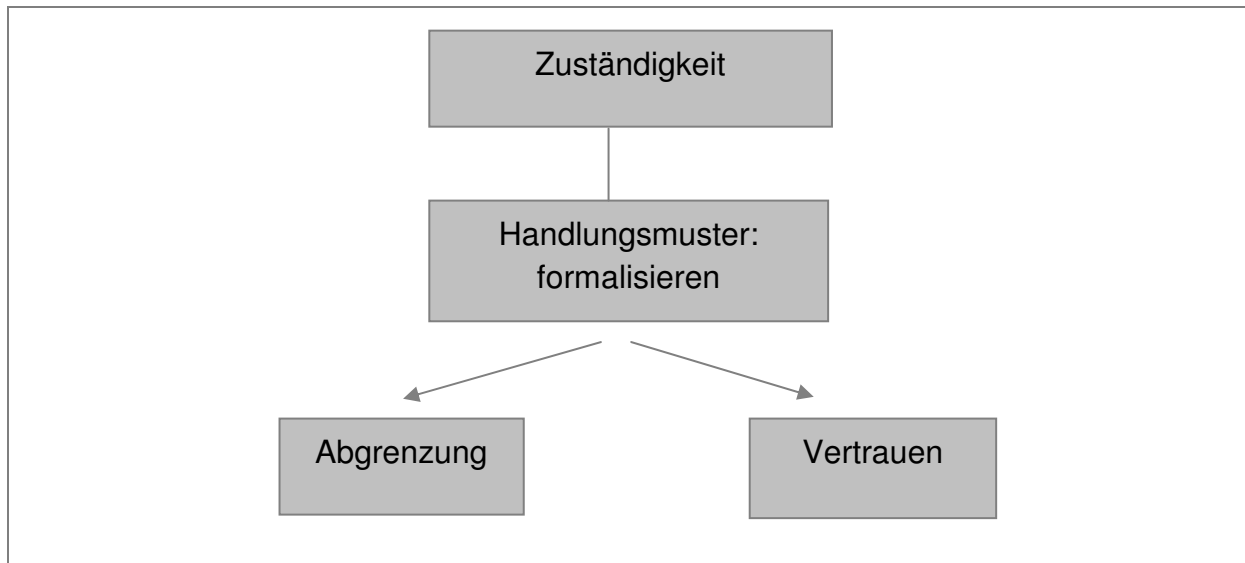 Zuständigkeit
Handlungsmuster:
formalisieren
Abgrenzung
Vertrauen